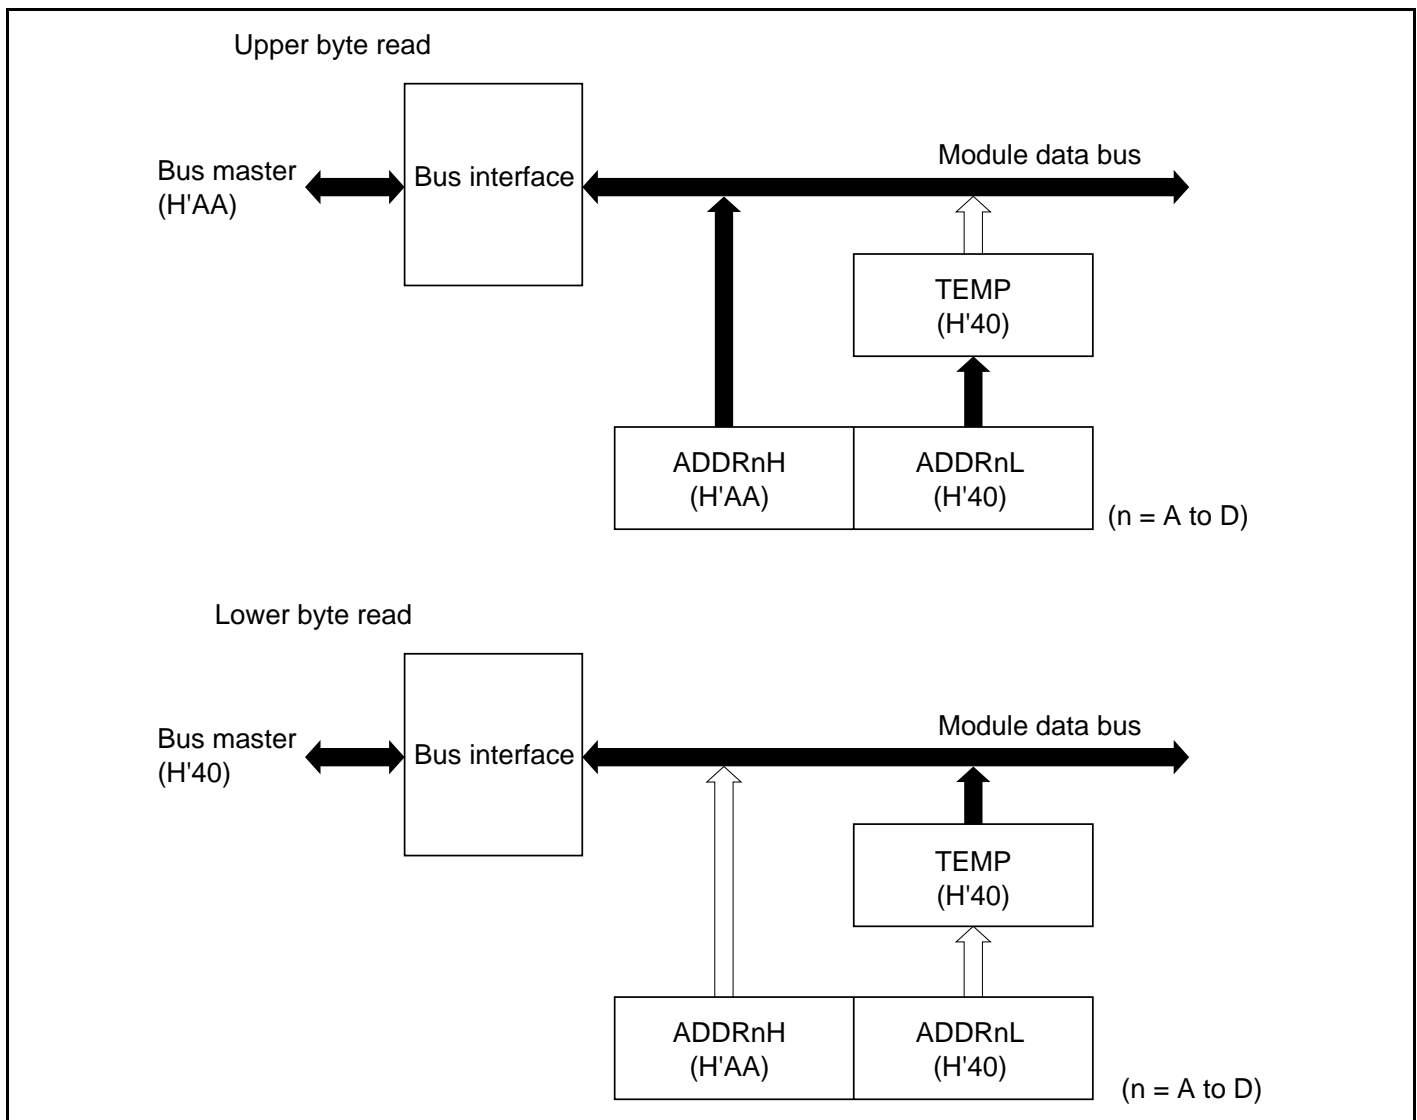 Upper byte read
Bus master
(H'AA)
Bus interface
Module data bus
TEMP
(H'40)
ADDRnH
(H'AA)
ADDRnL
(H'40)
(n = A to D)
Lower byte read
Bus master
(H'40)
Bus interface
Module data bus
TEMP
(H'40)
ADDRnH
(H'AA)
ADDRnL
(H'40)
(n = A to D)